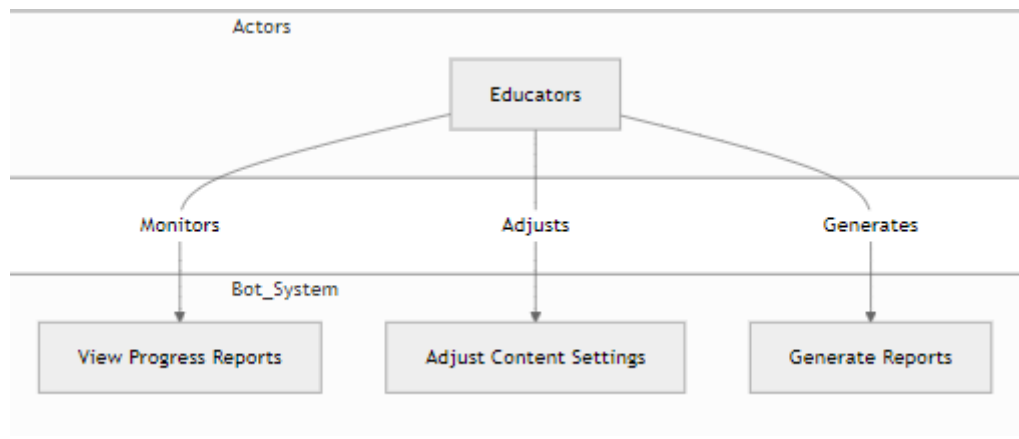 Actors
Educators
Monitors
Adjusts
Generates
Bot_System
View Progress Reports
Adjust Content Settings
Generate Reports